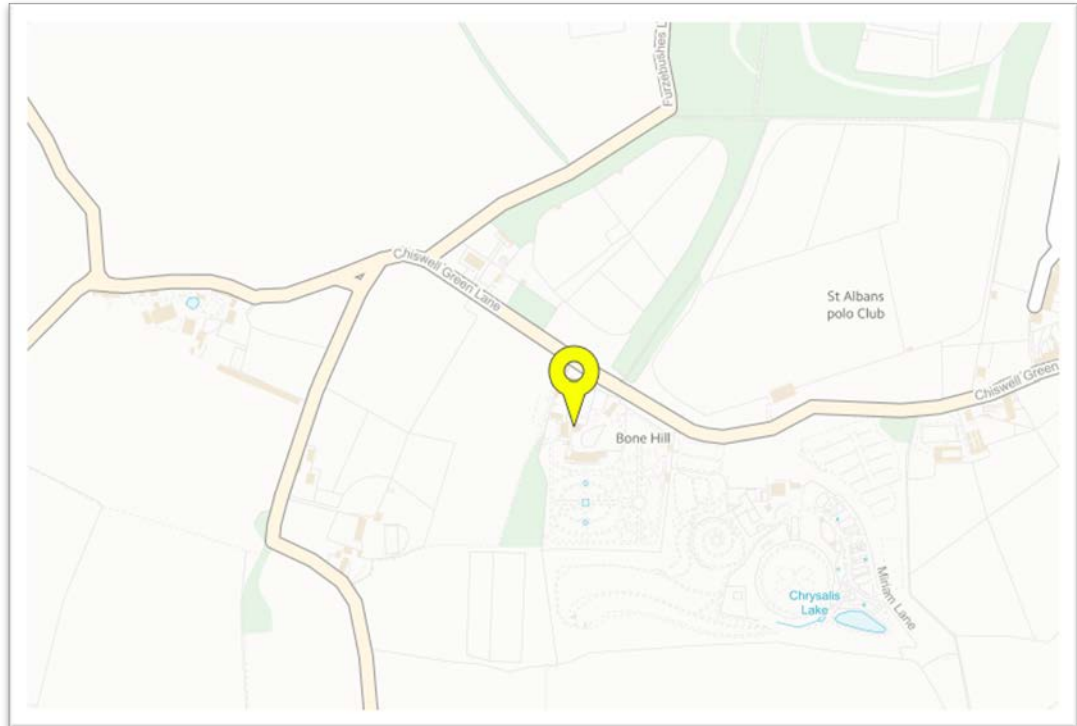 Furzebushes L
Chiswell Green Lane
St Albans
polo Club
Chiswell Green
Bone Hill
Miriam Lane
Chrysalis
Lake